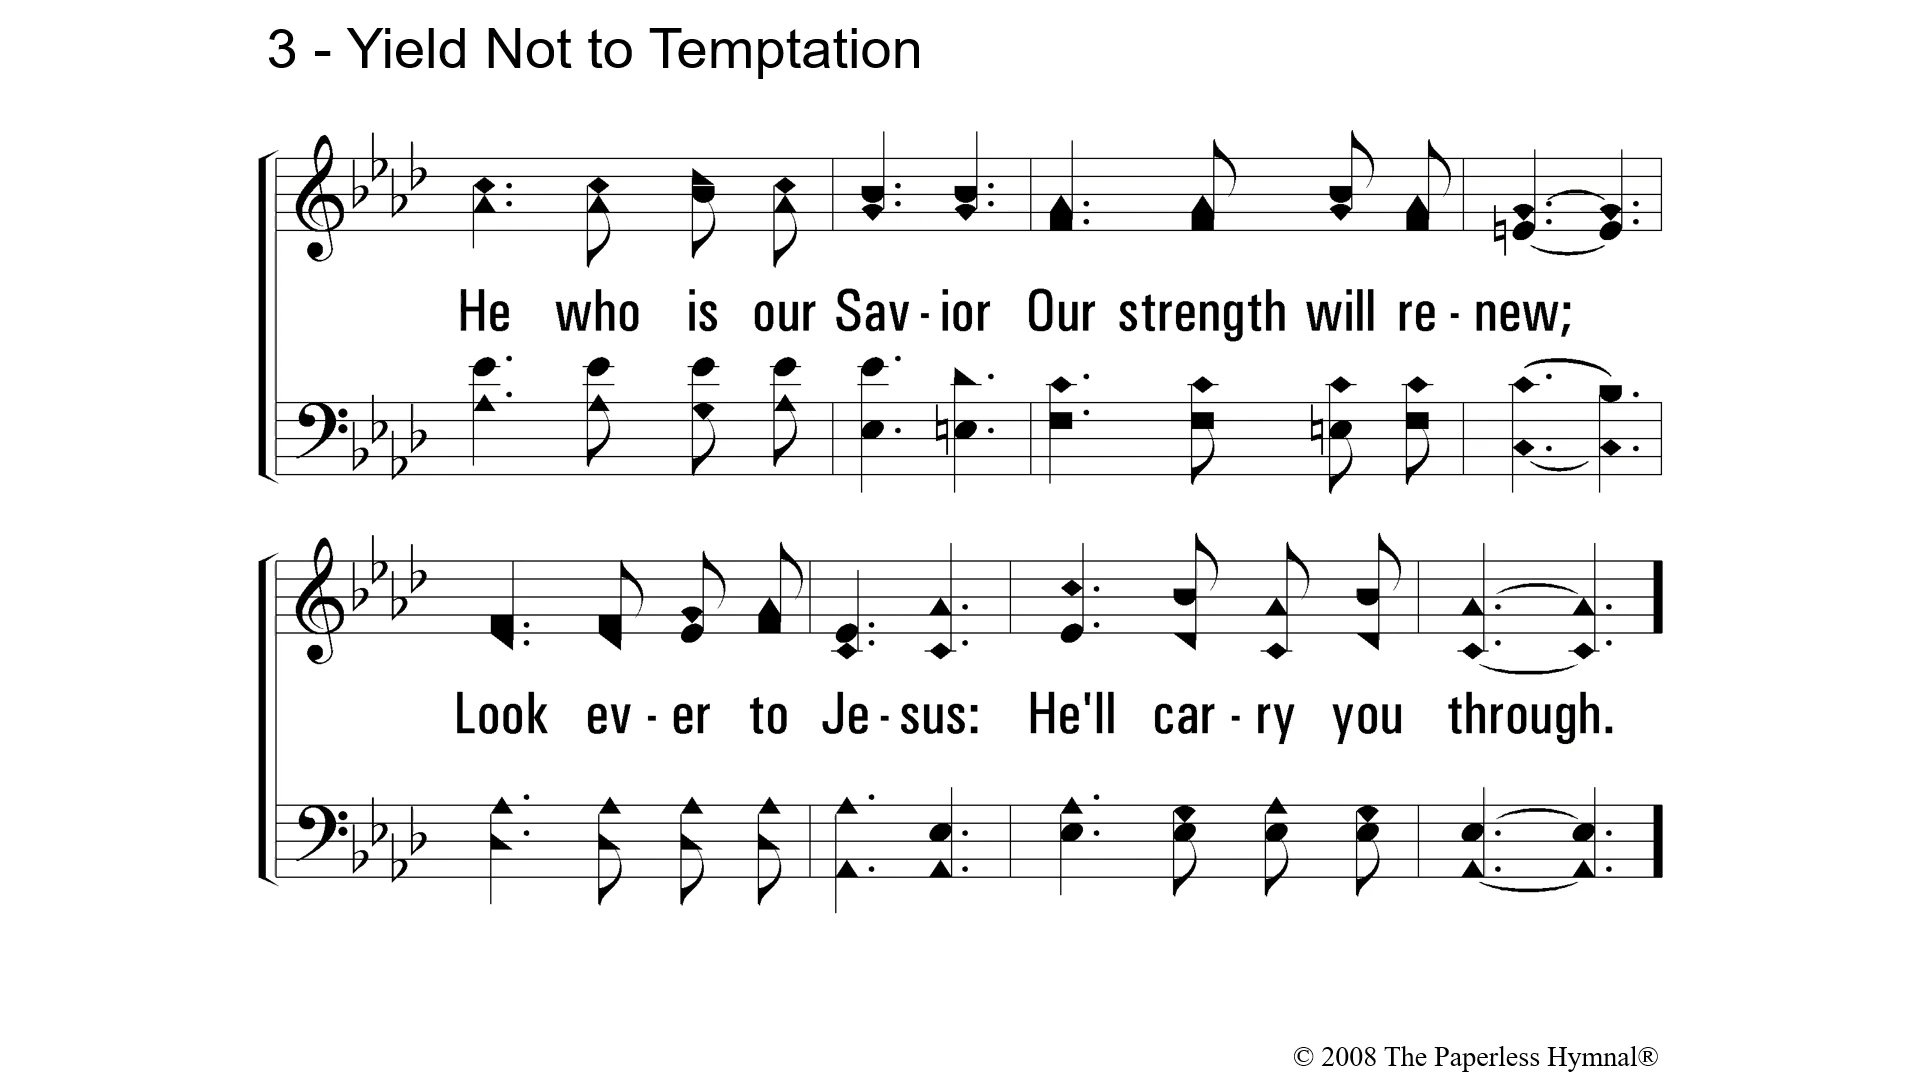 3 - Yield Not to Temptation
He who is our Sav - ior Our strength will re - new;
Look ev - er to Je - sus: He'll car - ry you through.
© 2008 The Paperless Hymnal®